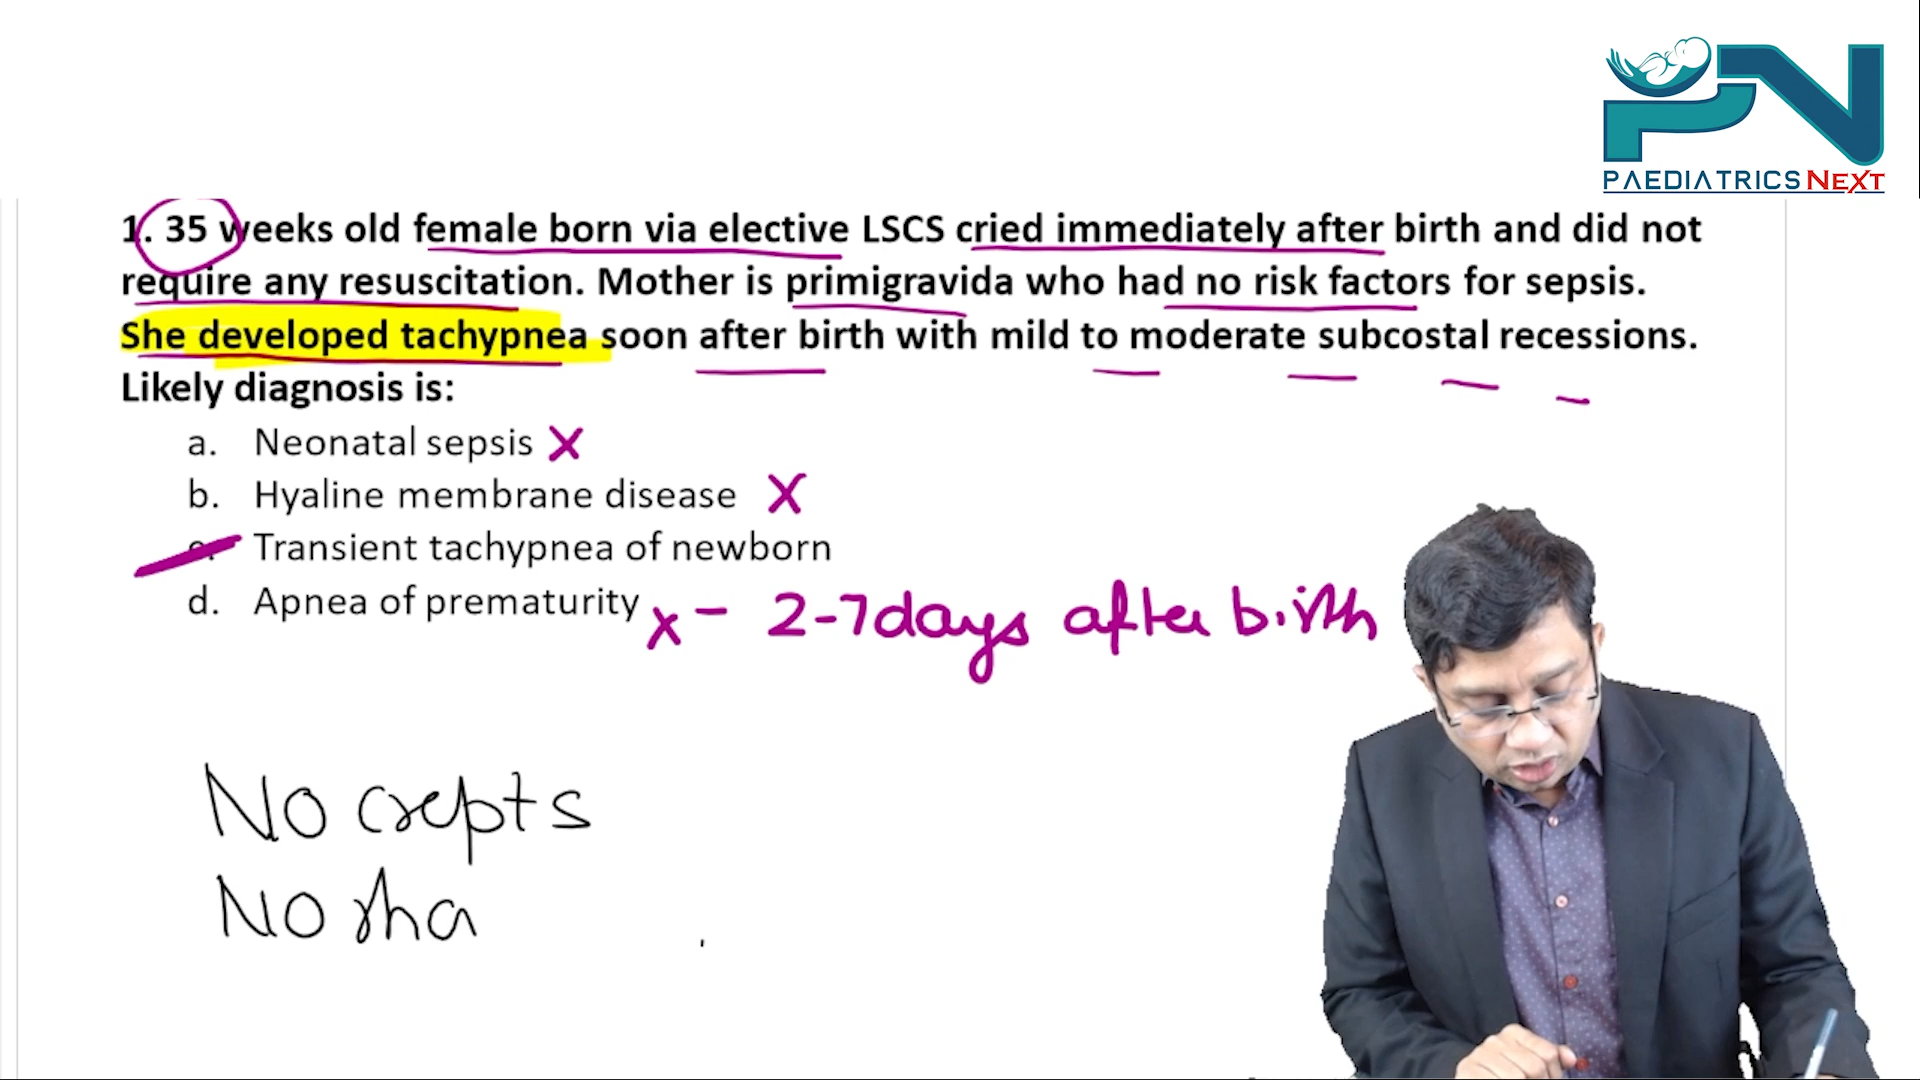 PN
PAEDIATRICS NEXT
1. 35 weeks old female born via elective LSCS cried immediately after birth and did not
require any resuscitation. Mother is primigravida who had no risk factors for sepsis.
She developed tachypnea soon after birth with mild to moderate subcostal recessions.
Likely diagnosis is:
a. Neonatal sepsis X
b. Hyaline membrane disease X
c. Transient tachypnea of newborn
d. Apnea of prematurity x - 2-7days after birth
No crepts
No rha